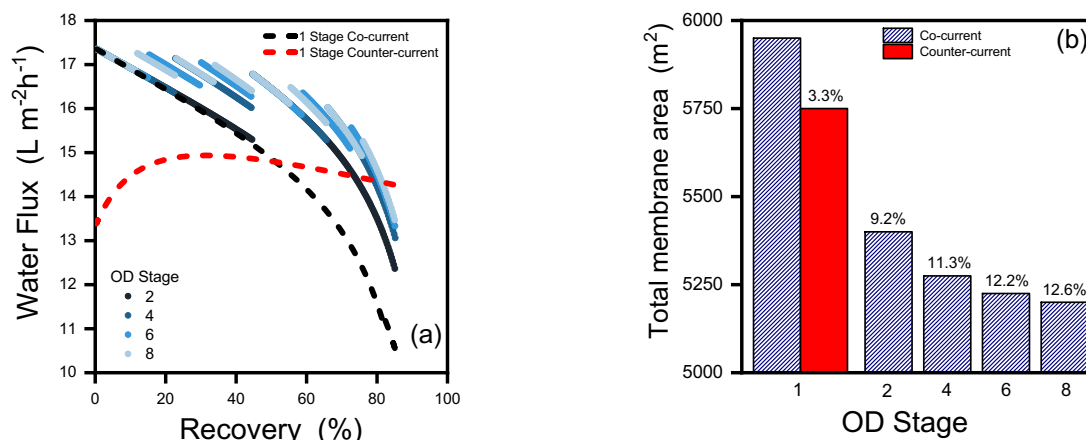 18
17
16
15
14
13
12
11
10
Water Flux (L m⁻²h⁻¹)
1 Stage Co-current
1 Stage Counter-current
OD Stage
2
4
6
8
(a)
0 20 40 60 80 100
Recovery (%)
6000
5750
5500
5250
5000
Total membrane area (m²)
Co-current
Counter-current
(b)
3.3%
9.2%
11.3%
12.2%
12.6%
1 2 4 6 8
OD Stage